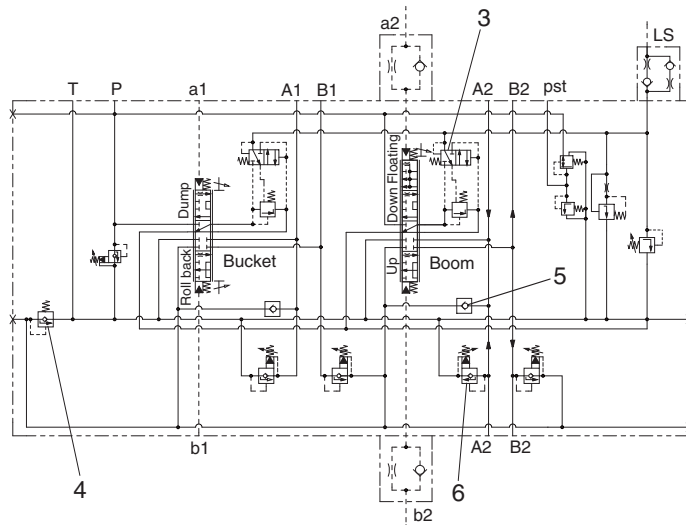 a2
3
LS
T
P
a1
A1
B1
A2
B2
pst
Dump
Roll back
Bucket
Down Floating
Up
Boom
5
b1
A2
B2
4
6
b2